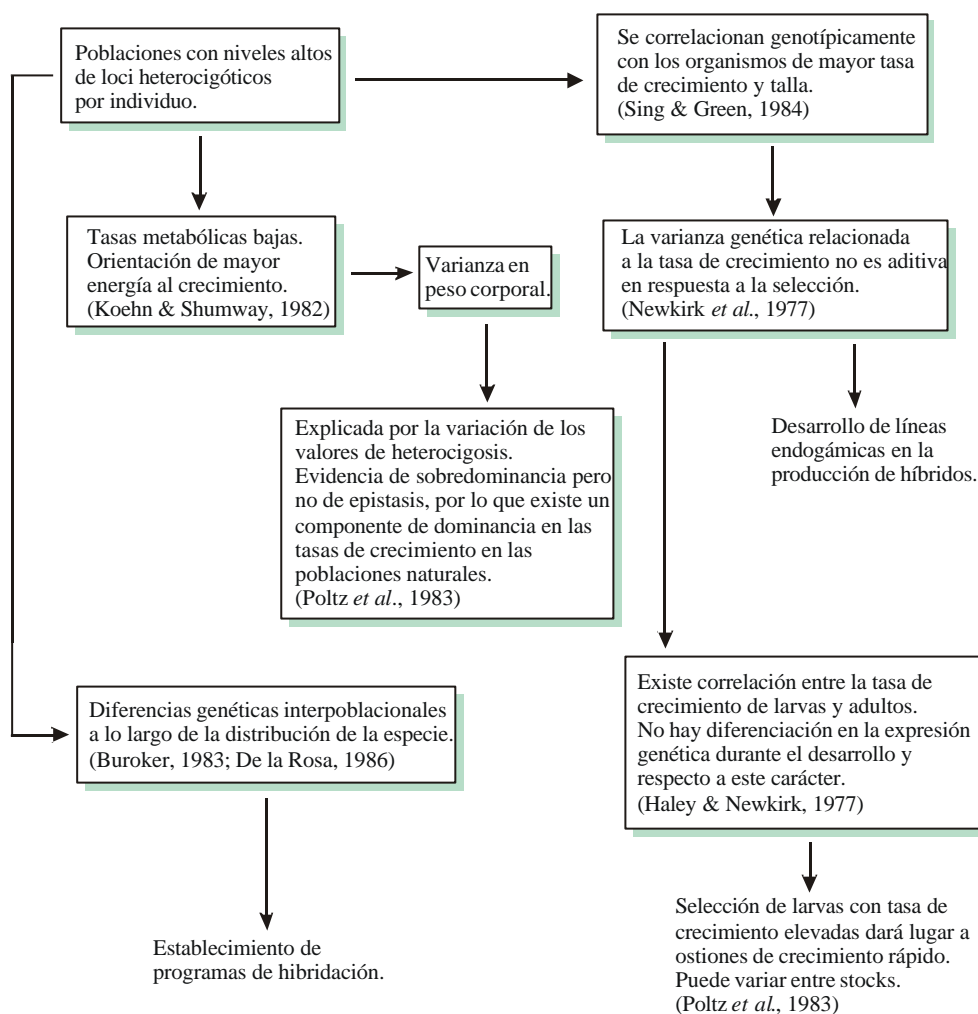 Poblaciones con niveles altos
de loci heterocigóticos
por individuo.
Se correlacionan genotípicamente
con los organismos de mayor tasa
de crecimiento y talla.
(Sing & Green, 1984)
Tasas metabólicas bajas.
Orientación de mayor
energía al crecimiento.
(Koehn & Shumway, 1982)
Varianza en
peso corporal.
La varianza genética relacionada
a la tasa de crecimiento no es aditiva
en respuesta a la selección.
(Newkirk et al., 1977)
Explicada por la variación de los
valores de heterocigosis.
Evidencia de sobredominancia pero
no de epistasis, por lo que existe un
componente de dominancia en las
tasas de crecimiento en las
poblaciones naturales.
(Poltz et al., 1983)
Desarrollo de líneas
endogámicas en la
producción de híbridos.
Diferencias genéticas interpoblacionales
a lo largo de la distribución de la especie.
(Buroker, 1983; De la Rosa, 1986)
Existe correlación entre la tasa de
crecimiento de larvas y adultos.
No hay diferenciación en la expresión
genética durante el desarrollo y
respecto a este carácter.
(Haley & Newkirk, 1977)
Establecimiento de
programas de hibridación.
Selección de larvas con tasa de
crecimiento elevadas dará lugar a
ostiones de crecimiento rápido.
Puede variar entre stocks.
(Poltz et al., 1983)